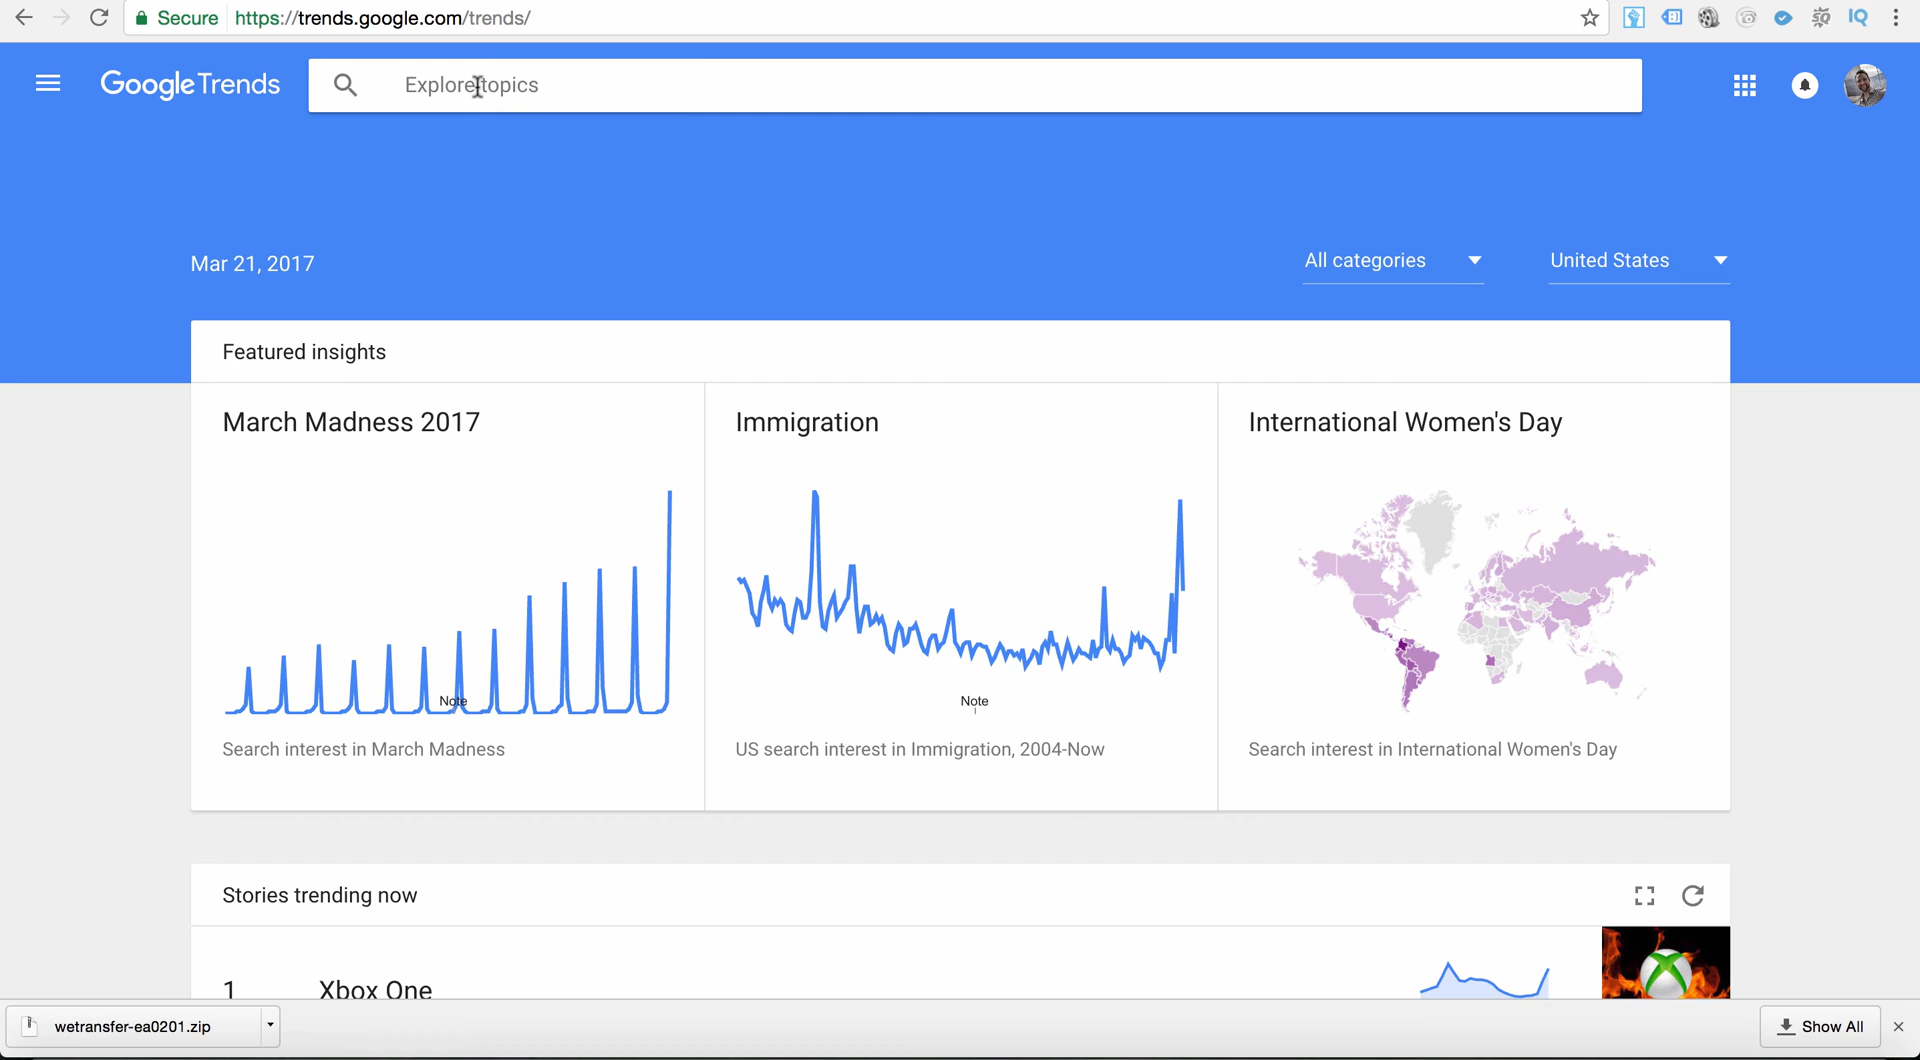 Secure https://trends.google.com/trends/
IQ
Google Trends
Explore topics
Mar 21, 2017
All categories
United States
Featured insights
March Madness 2017
Immigration
International Women's Day
Note
Note
Search interest in March Madness
US search interest in Immigration, 2004-Now
Search interest in International Women's Day
Stories trending now
1 Xbox One
wetransfer-ea0201.zip
Show All